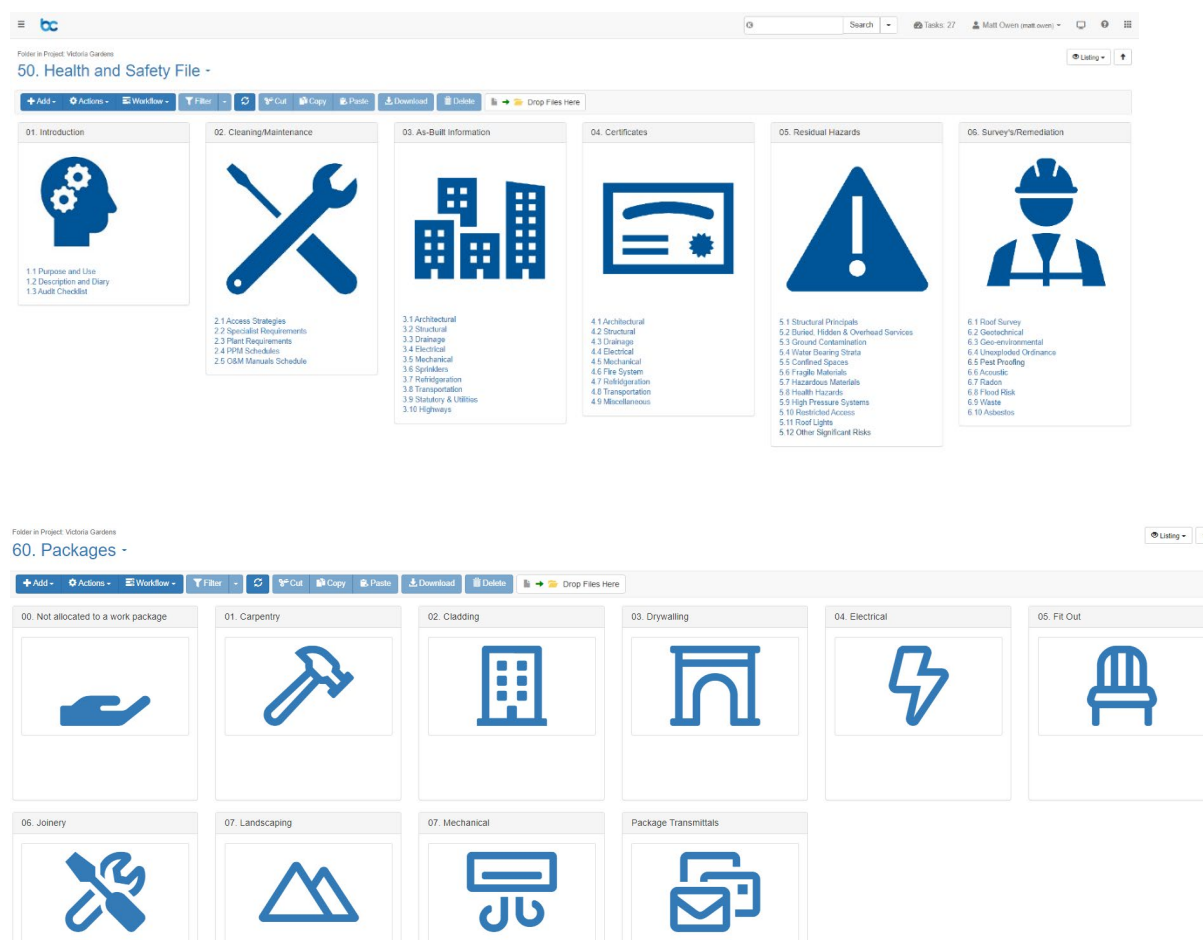 bc
Search
Tasks: 27
Matt Owen (matt.owen)
Folder in Project: Victoria Gardens
50. Health and Safety File
Listing
Add
Actions
Workflow
Filter
Cut
Copy
Paste
Download
Delete
Drop Files Here
01. Introduction
1.1 Purpose and Use
1.2 Description and Diary
1.3 Audit Checklist
02. Cleaning/Maintenance
2.1 Access Strategies
2.2 Specialist Requirements
2.3 Plant Requirements
2.4 PPM Schedules
2.5 O&M Manuals Schedule
03. As-Built Information
3.1 Architectural
3.2 Structural
3.3 Drainage
3.4 Electrical
3.5 Mechanical
3.6 Sprinklers
3.7 Refridgeration
3.8 Transportation
3.9 Statutory & Utilities
3.10 Highways
04. Certificates
4.1 Architectural
4.2 Structural
4.3 Drainage
4.4 Electrical
4.5 Mechanical
4.6 Fire System
4.7 Refridgeration
4.8 Transportation
4.9 Miscellaneous
05. Residual Hazards
5.1 Structural Principals
5.2 Buried, Hidden & Overhead Services
5.3 Ground Contamination
5.4 Water Bearing Strata
5.5 Confined Spaces
5.6 Fragile Materials
5.7 Hazardous Materials
5.8 Health Hazards
5.9 High Pressure Systems
5.10 Restricted Access
5.11 Roof Lights
5.12 Other Significant Risks
06. Survey's/Remediation
6.1 Roof Survey
6.2 Geotechnical
6.3 Geo-environmental
6.4 Unexploded Ordinance
6.5 Pest Proofing
6.6 Acoustic
6.7 Radon
6.8 Flood Risk
6.9 Waste
6.10 Asbestos
Folder in Project: Victoria Gardens
60. Packages
Listing
Add
Actions
Workflow
Filter
Cut
Copy
Paste
Download
Delete
Drop Files Here
00. Not allocated to a work package
01. Carpentry
02. Cladding
03. Drywalling
04. Electrical
05. Fit Out
06. Joinery
07. Landscaping
07. Mechanical
Package Transmittals